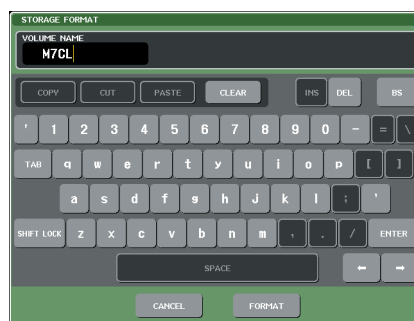 STORAGE FORMAT
VOLUME NAME
M7CL
COPY CUT PASTE CLEAR INS DEL BS
' 1 2 3 4 5 6 7 8 9 0 - = \
TAB q w e r t y u i o p [ ]
a s d f g h j k l ; '
SHIFT LOCK z x c v b n m , . / ENTER
SPACE ← →
CANCEL FORMAT